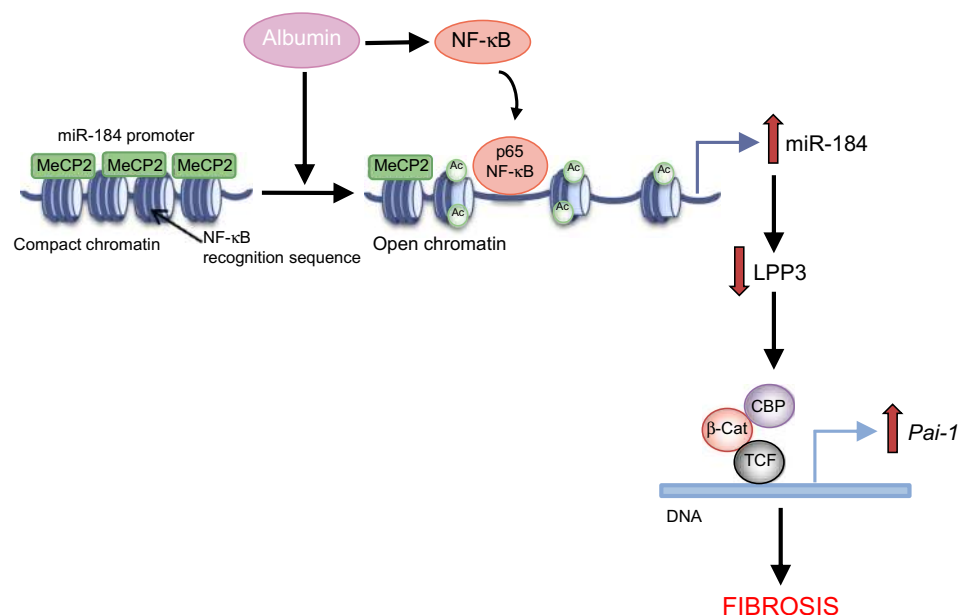 Albumin
NF-κB
miR-184 promoter
MeCP2
MeCP2
MeCP2
MeCP2
Ac
Ac
p65
NF-κB
Ac
Ac
Ac
miR-184
Compact chromatin
NF-κB
recognition sequence
Open chromatin
LPP3
CBP
β-Cat
TCF
Pai-1
DNA
FIBROSIS